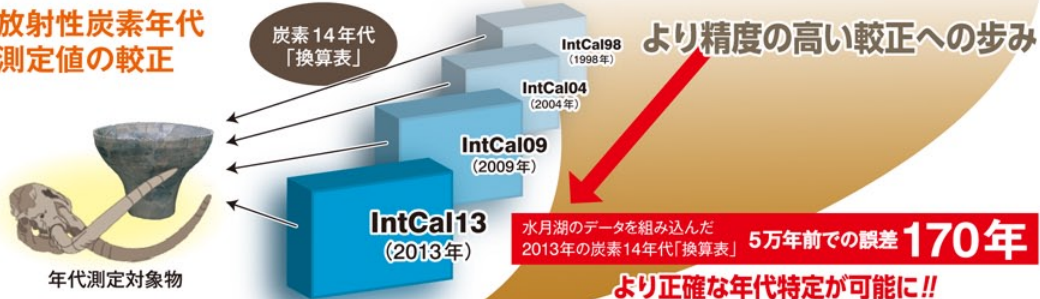 放射性炭素年代
測定値の較正
炭素14年代
「換算表」
IntCal98
(1998年)
より精度の高い較正への歩み
IntCal04
(2004年)
IntCal09
(2009年)
IntCal13
(2013年)
水月湖のデータを組み込んだ
2013年の炭素14年代「換算表」
5万年前での誤差170年
年代測定対象物
より正確な年代特定が可能に!!